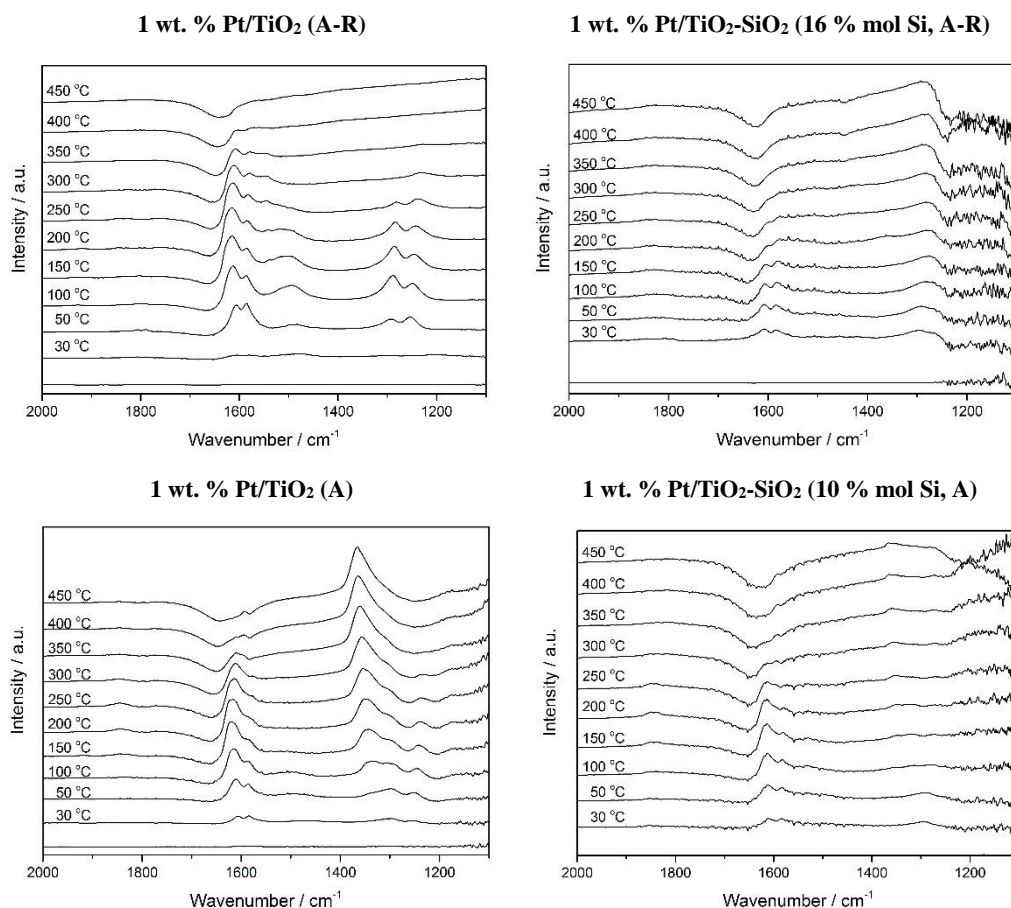 1 wt. % Pt/TiO₂ (A-R)
450 °C
400 °C
350 °C
300 °C
250 °C
200 °C
150 °C
100 °C
50 °C
30 °C
Intensity / a.u.
2000 1800 1600 1400 1200
Wavenumber / cm⁻¹
1 wt. % Pt/TiO₂-SiO₂ (16 % mol Si, A-R)
450 °C
400 °C
350 °C
300 °C
250 °C
200 °C
150 °C
100 °C
50 °C
30 °C
Intensity / a.u.
2000 1800 1600 1400 1200
Wavenumber / cm⁻¹
1 wt. % Pt/TiO₂ (A)
450 °C
400 °C
350 °C
300 °C
250 °C
200 °C
150 °C
100 °C
50 °C
30 °C
Intensity / a.u.
2000 1800 1600 1400 1200
Wavenumber / cm⁻¹
1 wt. % Pt/TiO₂-SiO₂ (10 % mol Si, A)
450 °C
400 °C
350 °C
300 °C
250 °C
200 °C
150 °C
100 °C
50 °C
30 °C
Intensity / a.u.
2000 1800 1600 1400 1200
Wavenumber / cm⁻¹